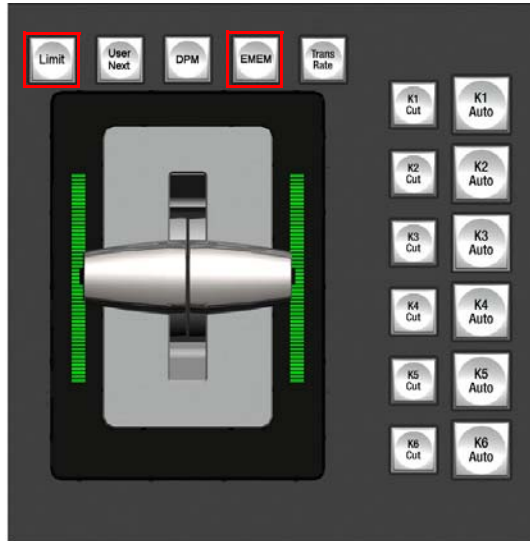 Limit
User
Next
DPM
EMEM
Trans
Rate
K1
Cut
K1
Auto
K2
Cut
K2
Auto
K3
Cut
K3
Auto
K4
Cut
K4
Auto
K5
Cut
K5
Auto
K6
Cut
K6
Auto